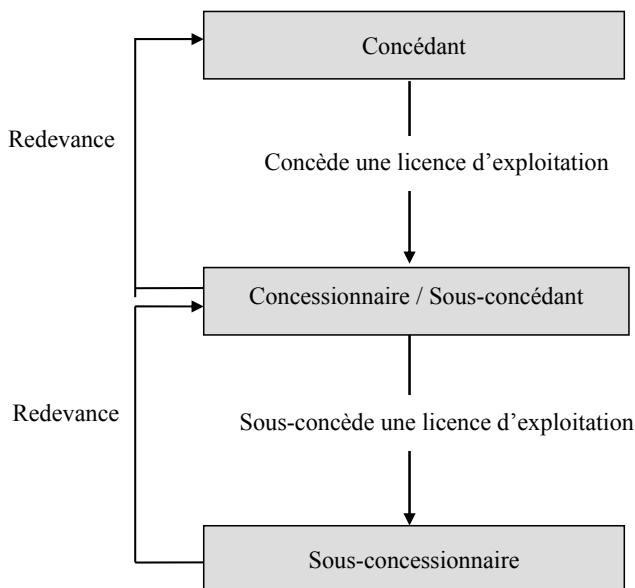 Concédant
Redevance
Concède une licence d’exploitation
Concessionnaire / Sous-concédant
Redevance
Sous-concède une licence d’exploitation
Sous-concessionnaire